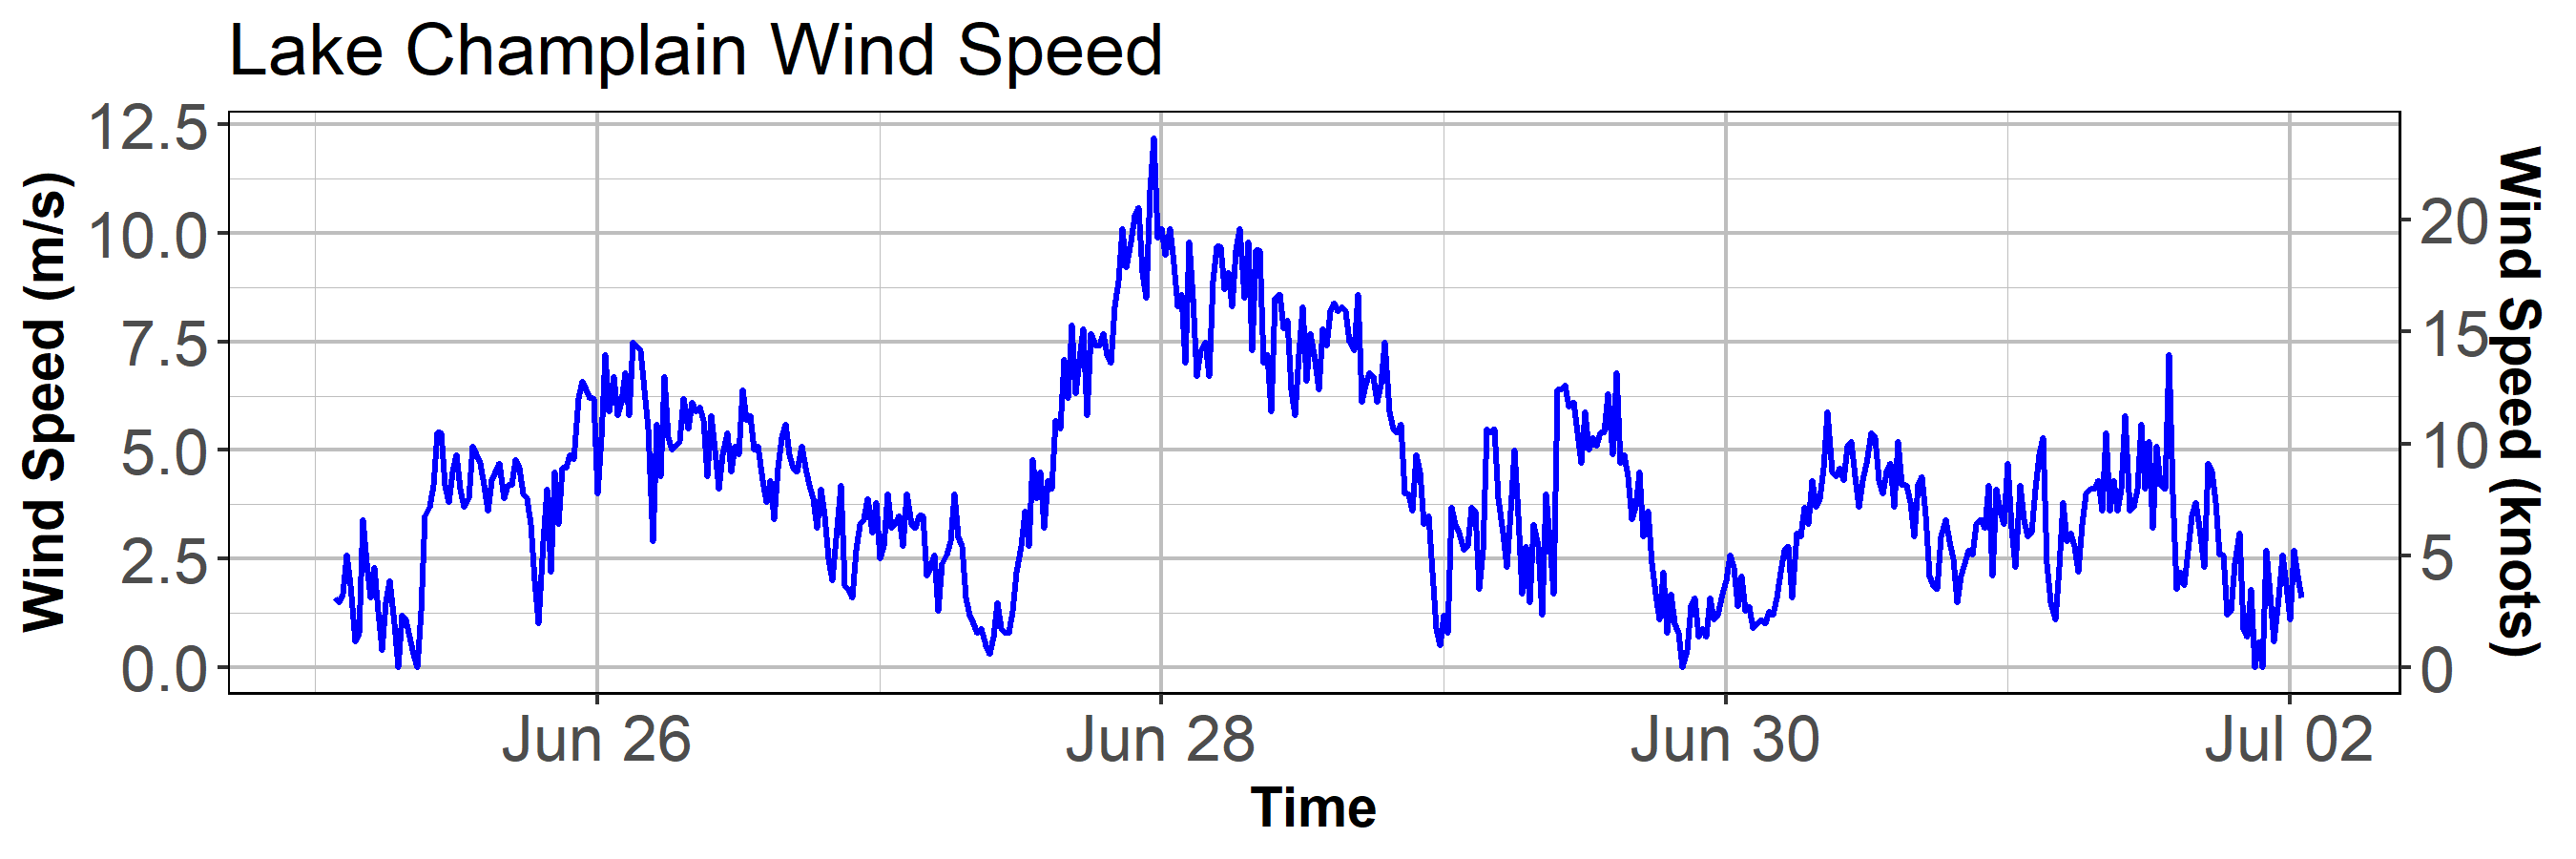 Lake Champlain Wind Speed
Wind Speed (m/s)
12.5
10.0
7.5
5.0
2.5
0.0
20
15
10
5
0
Wind Speed (knots)
Jun 26
Jun 28
Jun 30
Jul 02
Time